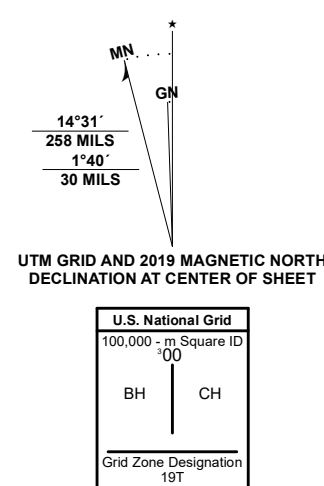 ★
MN
GN
14°31´
258 MILS
1°40´
30 MILS
UTM GRID AND 2019 MAGNETIC NORTH
DECLINATION AT CENTER OF SHEET
U.S. National Grid
100,000 - m Square ID
³00
BH CH
Grid Zone Designation
19T